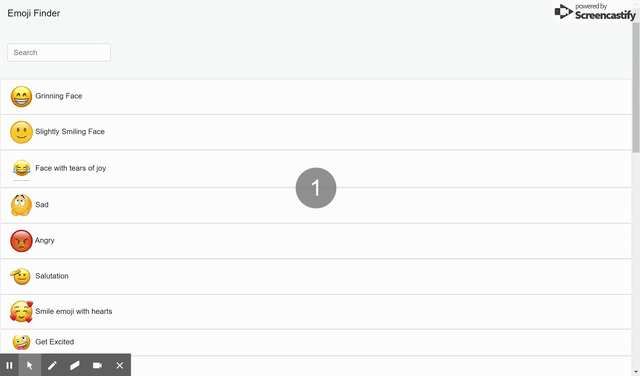 Emoji Finder
powered by
Screencastify
Search
Grinning Face
Slightly Smiling Face
Face with tears of joy
1
Sad
Angry
Salutation
Smile emoji with hearts
Get Excited